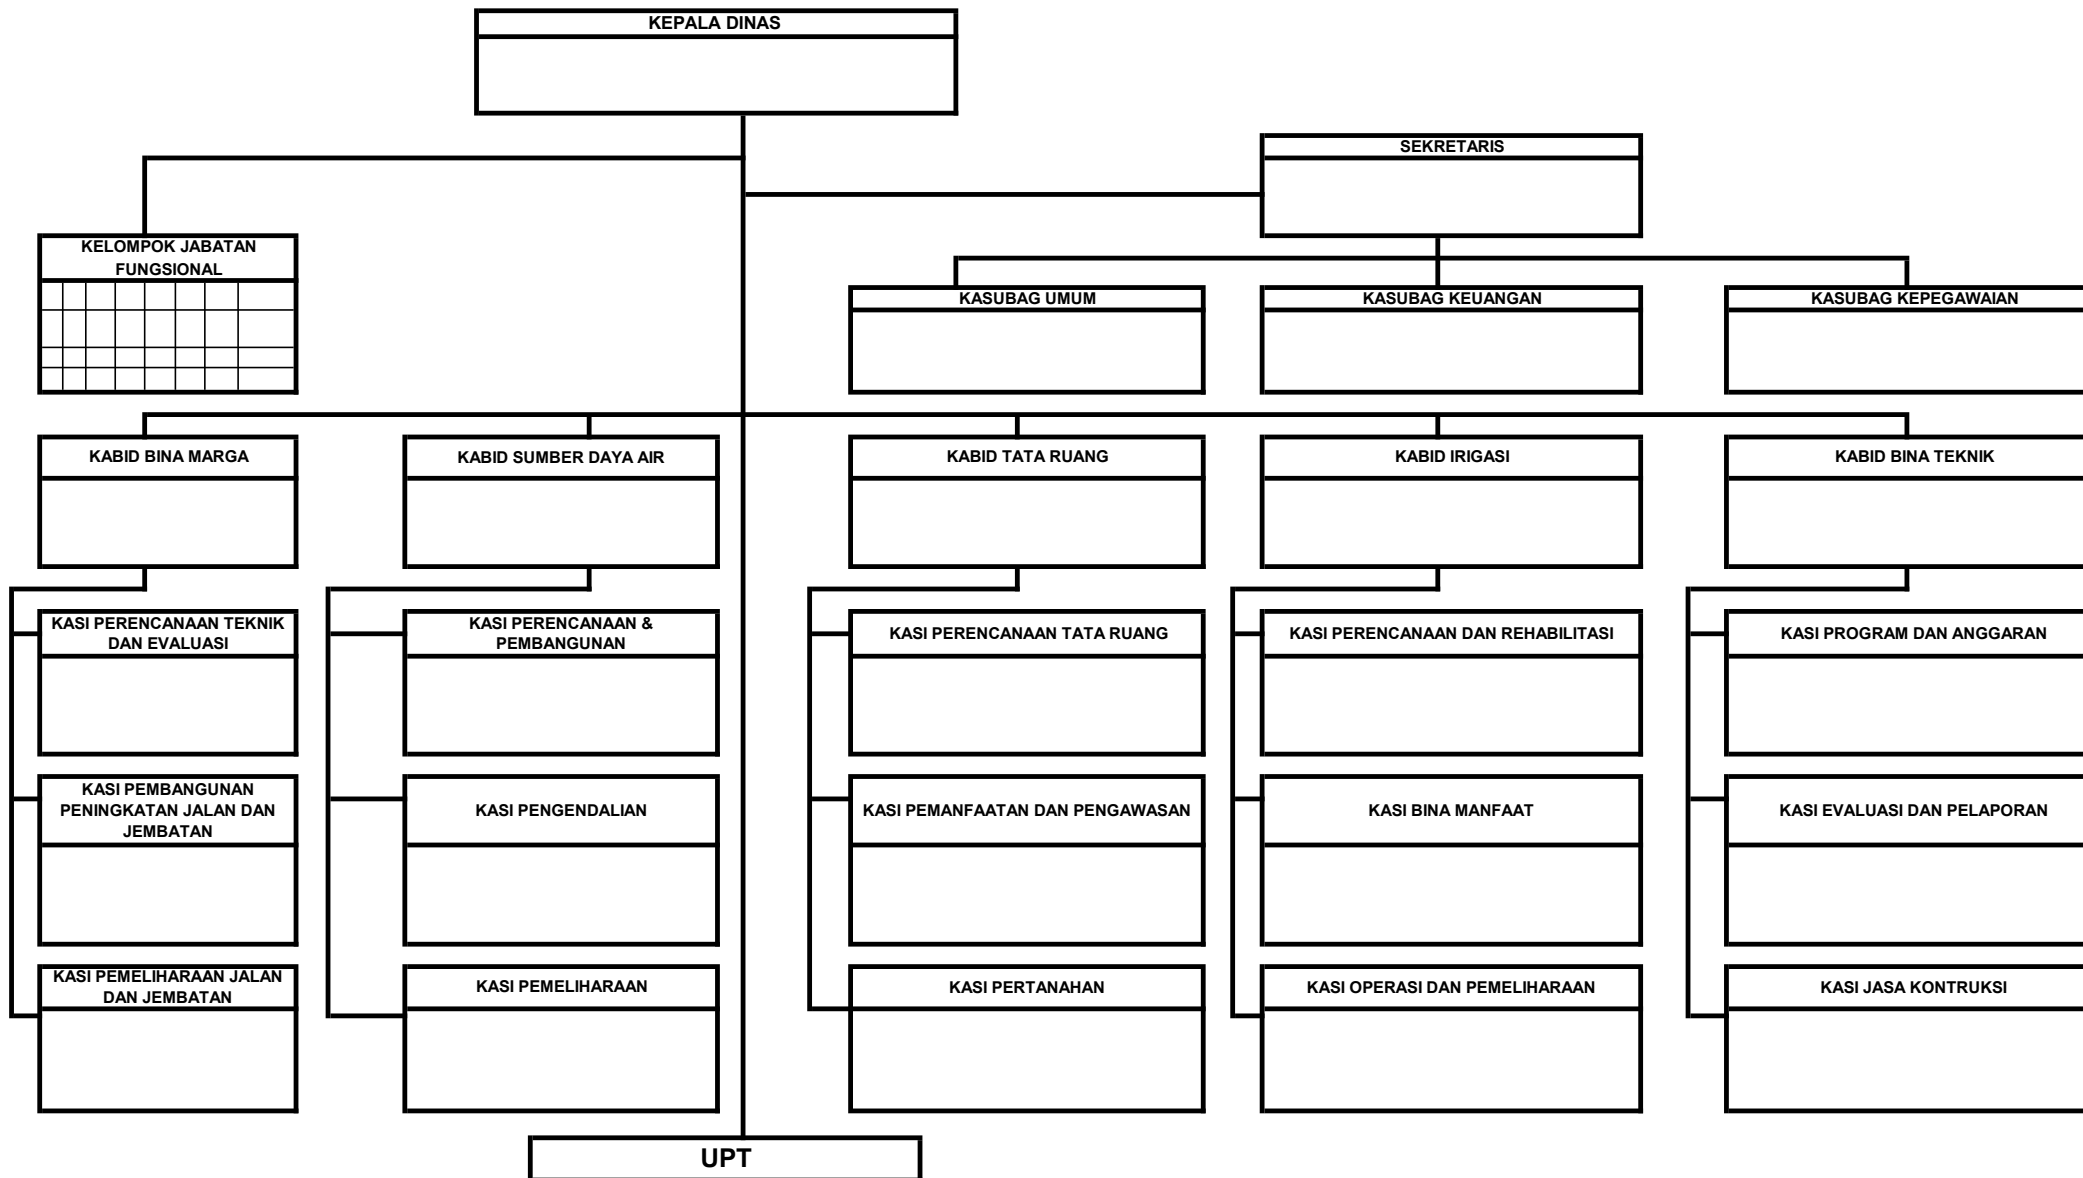 KEPALA DINAS
SEKRETARIS
KELOMPOK JABATAN
FUNGSIONAL
KASUBAG UMUM
KASUBAG KEUANGAN
KASUBAG KEPEGAWAIAN
KABID BINA MARGA
KABID SUMBER DAYA AIR
KABID TATA RUANG
KABID IRIGASI
KABID BINA TEKNIK
KASI PERENCANAAN TEKNIK
DAN EVALUASI
KASI PERENCANAAN &
PEMBANGUNAN
KASI PERENCANAAN TATA RUANG
KASI PERENCANAAN DAN REHABILITASI
KASI PROGRAM DAN ANGGARAN
KASI PEMBANGUNAN
PENINGKATAN JALAN DAN
JEMBATAN
KASI PENGENDALIAN
KASI PEMANFAATAN DAN PENGAWASAN
KASI BINA MANFAAT
KASI EVALUASI DAN PELAPORAN
KASI PEMELIHARAAN JALAN
DAN JEMBATAN
KASI PEMELIHARAAN
KASI PERTANAHAN
KASI OPERASI DAN PEMELIHARAAN
KASI JASA KONTRUKSI
UPT